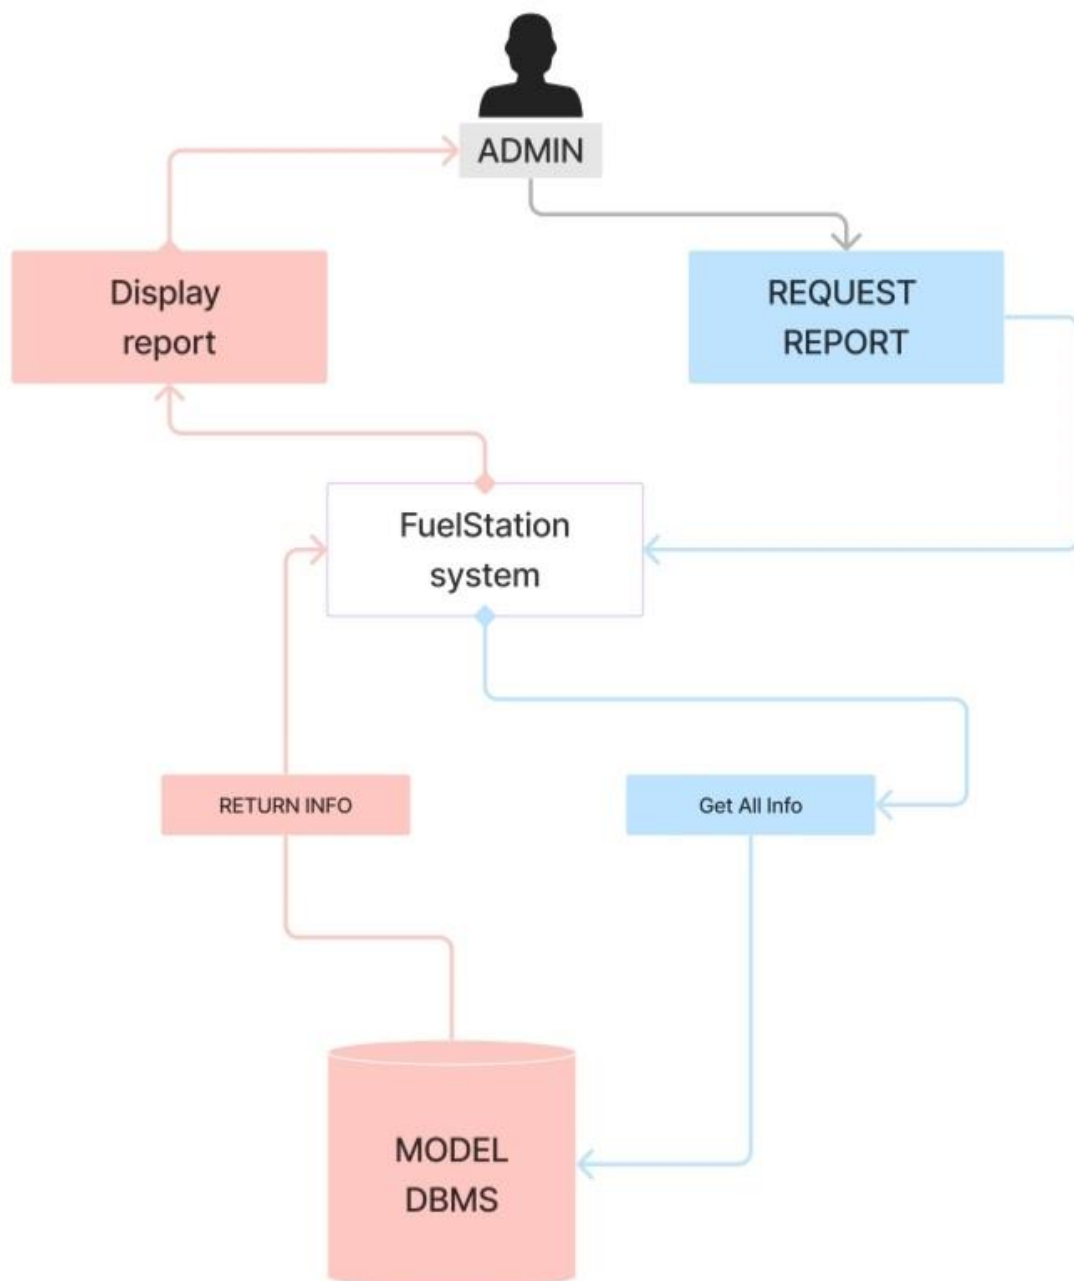 ADMIN
Display
report
REQUEST
REPORT
FuelStation
system
RETURN INFO
Get All Info
MODEL
DBMS